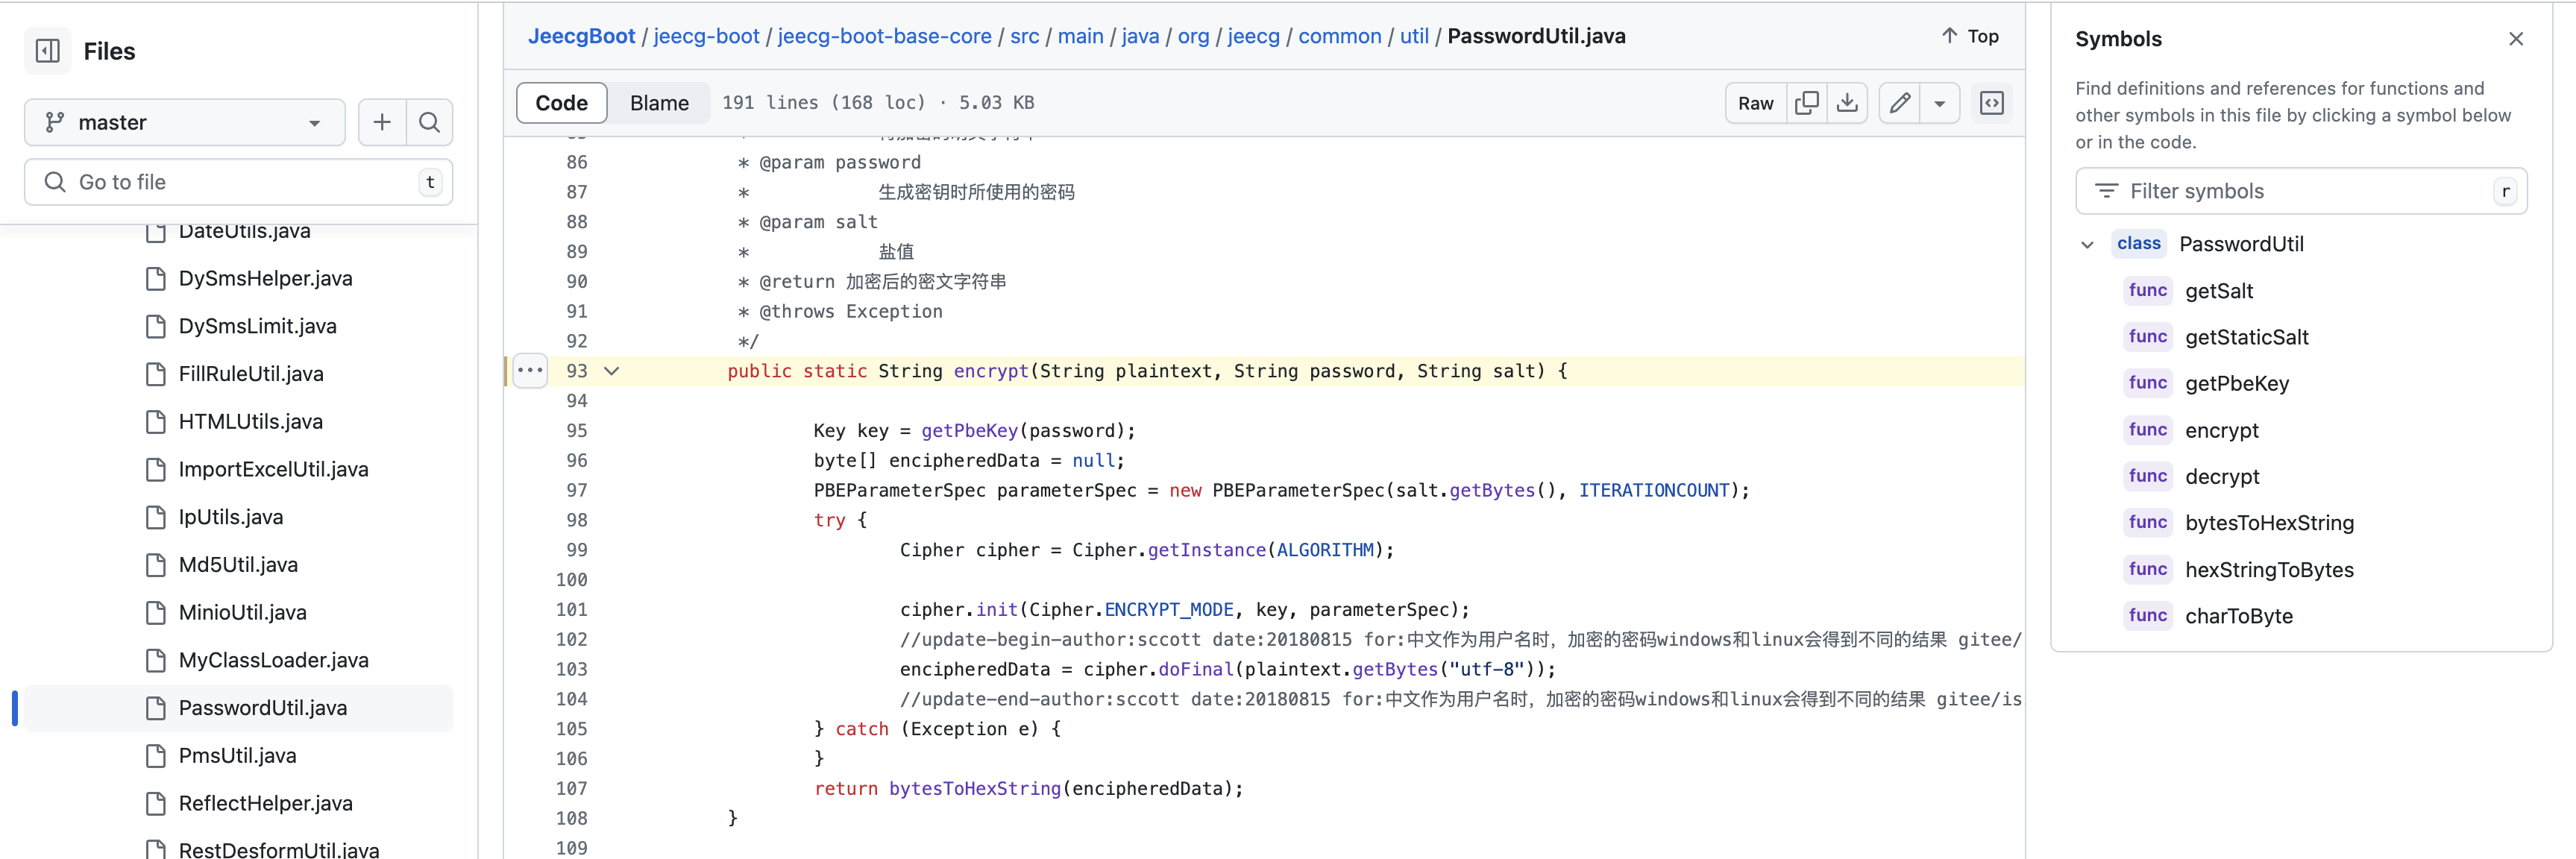 Files
master
Go to file
t
DateUtils.java
DySmsHelper.java
DySmsLimit.java
FillRuleUtil.java
HTMLUtils.java
ImportExcelUtil.java
IpUtils.java
Md5Util.java
MinioUtil.java
MyClassLoader.java
PasswordUtil.java
PmsUtil.java
ReflectHelper.java
RestDesformUtil.java
JeecgBoot / jeecg-boot / jeecg-boot-base-core / src / main / java / org / jeecg / common / util / PasswordUtil.java
Top
Code Blame 191 lines (168 loc) · 5.03 KB
Raw
86 * @param password
87 * 生成密钥时所使用的密码
88 * @param salt
89 * 盐值
90 * @return 加密后的密文字符串
91 * @throws Exception
92 */
93 public static String encrypt(String plaintext, String password, String salt) {
94
95 Key key = getPbeKey(password);
96 byte[] encipheredData = null;
97 PBEParameterSpec parameterSpec = new PBEParameterSpec(salt.getBytes(), ITERATIONCOUNT);
98 try {
99 Cipher cipher = Cipher.getInstance(ALGORITHM);
100
101 cipher.init(Cipher.ENCRYPT_MODE, key, parameterSpec);
102 //update-begin-author:sccott date:20180815 for:中文作为用户名时，加密的密码windows和linux会得到不同的结果 gitee/
103 encipheredData = cipher.doFinal(plaintext.getBytes("utf-8"));
104 //update-end-author:sccott date:20180815 for:中文作为用户名时，加密的密码windows和linux会得到不同的结果 gitee/is
105 } catch (Exception e) {
106 }
107 return bytesToHexString(encipheredData);
108 }
109
Symbols
Find definitions and references for functions and
other symbols in this file by clicking a symbol below
or in the code.
Filter symbols
r
class PasswordUtil
func getSalt
func getStaticSalt
func getPbeKey
func encrypt
func decrypt
func bytesToHexString
func hexStringToBytes
func charToByte